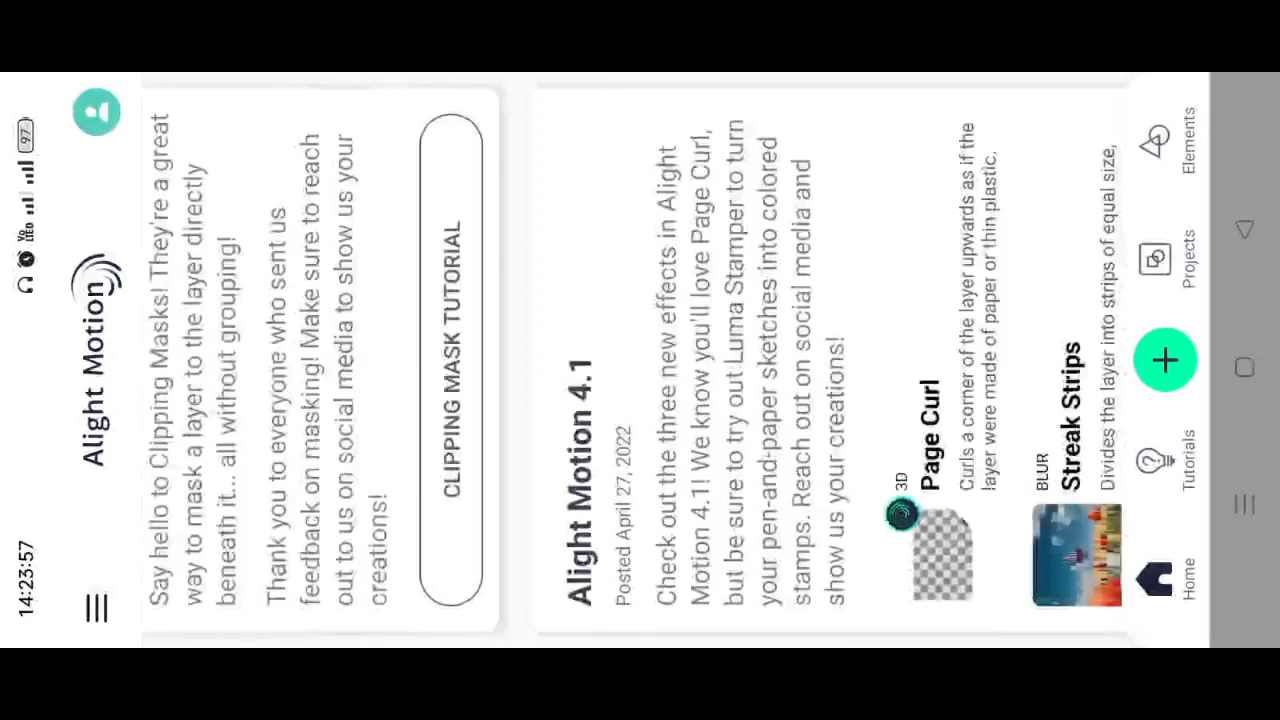 14:23:57
Vo
LTED
97
Alight Motion
Say hello to Clipping Masks! They're a great
way to mask a layer to the layer directly
beneath it... all without grouping!
Thank you to everyone who sent us
feedback on masking! Make sure to reach
out to us on social media to show us your
creations!
CLIPPING MASK TUTORIAL
Alight Motion 4.1
Posted April 27, 2022
Check out the three new effects in Alight
Motion 4.1! We know you'll love Page Curl,
but be sure to try out Luma Stamper to turn
your pen-and-paper sketches into colored
stamps. Reach out on social media and
show us your creations!
3D
Page Curl
Curls a corner of the layer upwards as if the
layer were made of paper or thin plastic.
BLUR
Streak Strips
Divides the layer into strips of equal size,
Home
Tutorials
Projects
Elements